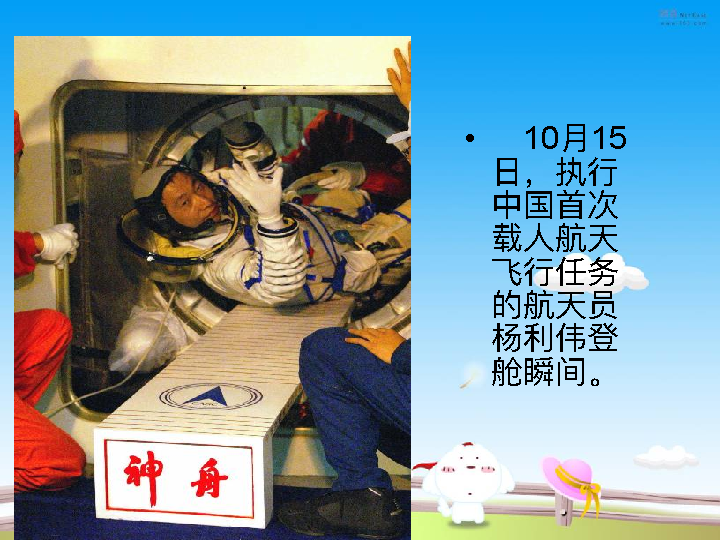 • 10月15
日，执行
中国首次
载人航天
飞行任务
的航天员
杨利伟登
舱瞬间。
神舟